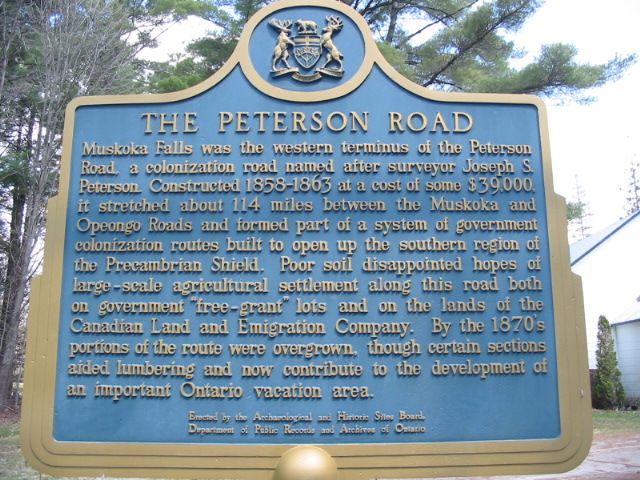 THE PETERSON ROAD
Muskoka Falls was the western terminus of the Peterson
Road, a colonization road named after surveyor Joseph S.
Peterson. Constructed 1858-1863 at a cost of some $39,000,
it stretched about 114 miles between the Muskoka and
Opeongo Roads and formed part of a system of government
colonization routes built to open up the southern region of
the Precambrian Shield. Poor soil disappointed hopes of
large-scale agricultural settlement along this road both
on government "free-grant" lots and on the lands of the
Canadian Land and Emigration Company. By the 1870's
portions of the route were overgrown, though certain sections
aided lumbering and now contribute to the development of
an important Ontario vacation area.
Erected by the Archaeological and Historic Sites Board,
Department of Public Records and Archives of Ontario